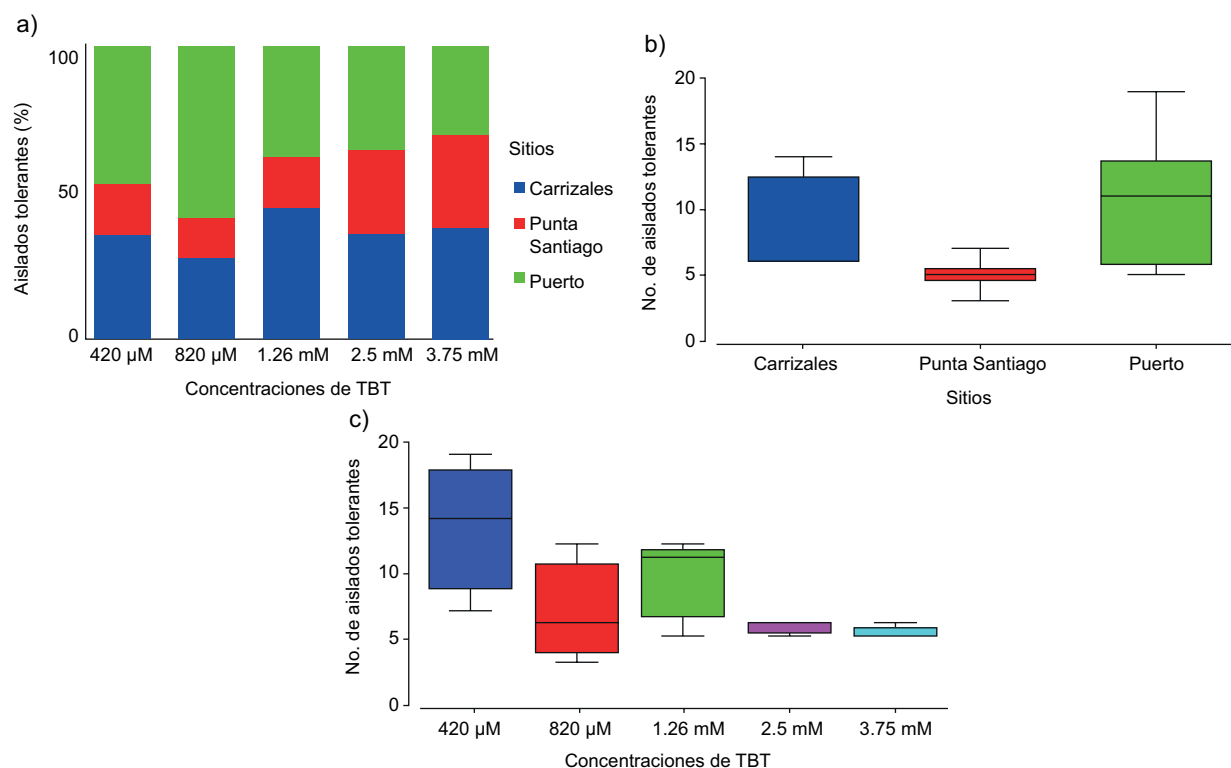 a)
100
50
0
Aislados tolerantes (%)
420 µM 820 µM 1.26 mM 2.5 mM 3.75 mM
Concentraciones de TBT
Sitios
Carrizales
Punta
Santiago
Puerto
b)
20
15
10
5
0
No. de aislados tolerantes
Carrizales Punta Santiago Puerto
Sitios
c)
20
15
10
5
0
No. de aislados tolerantes
420 µM 820 µM 1.26 mM 2.5 mM 3.75 mM
Concentraciones de TBT